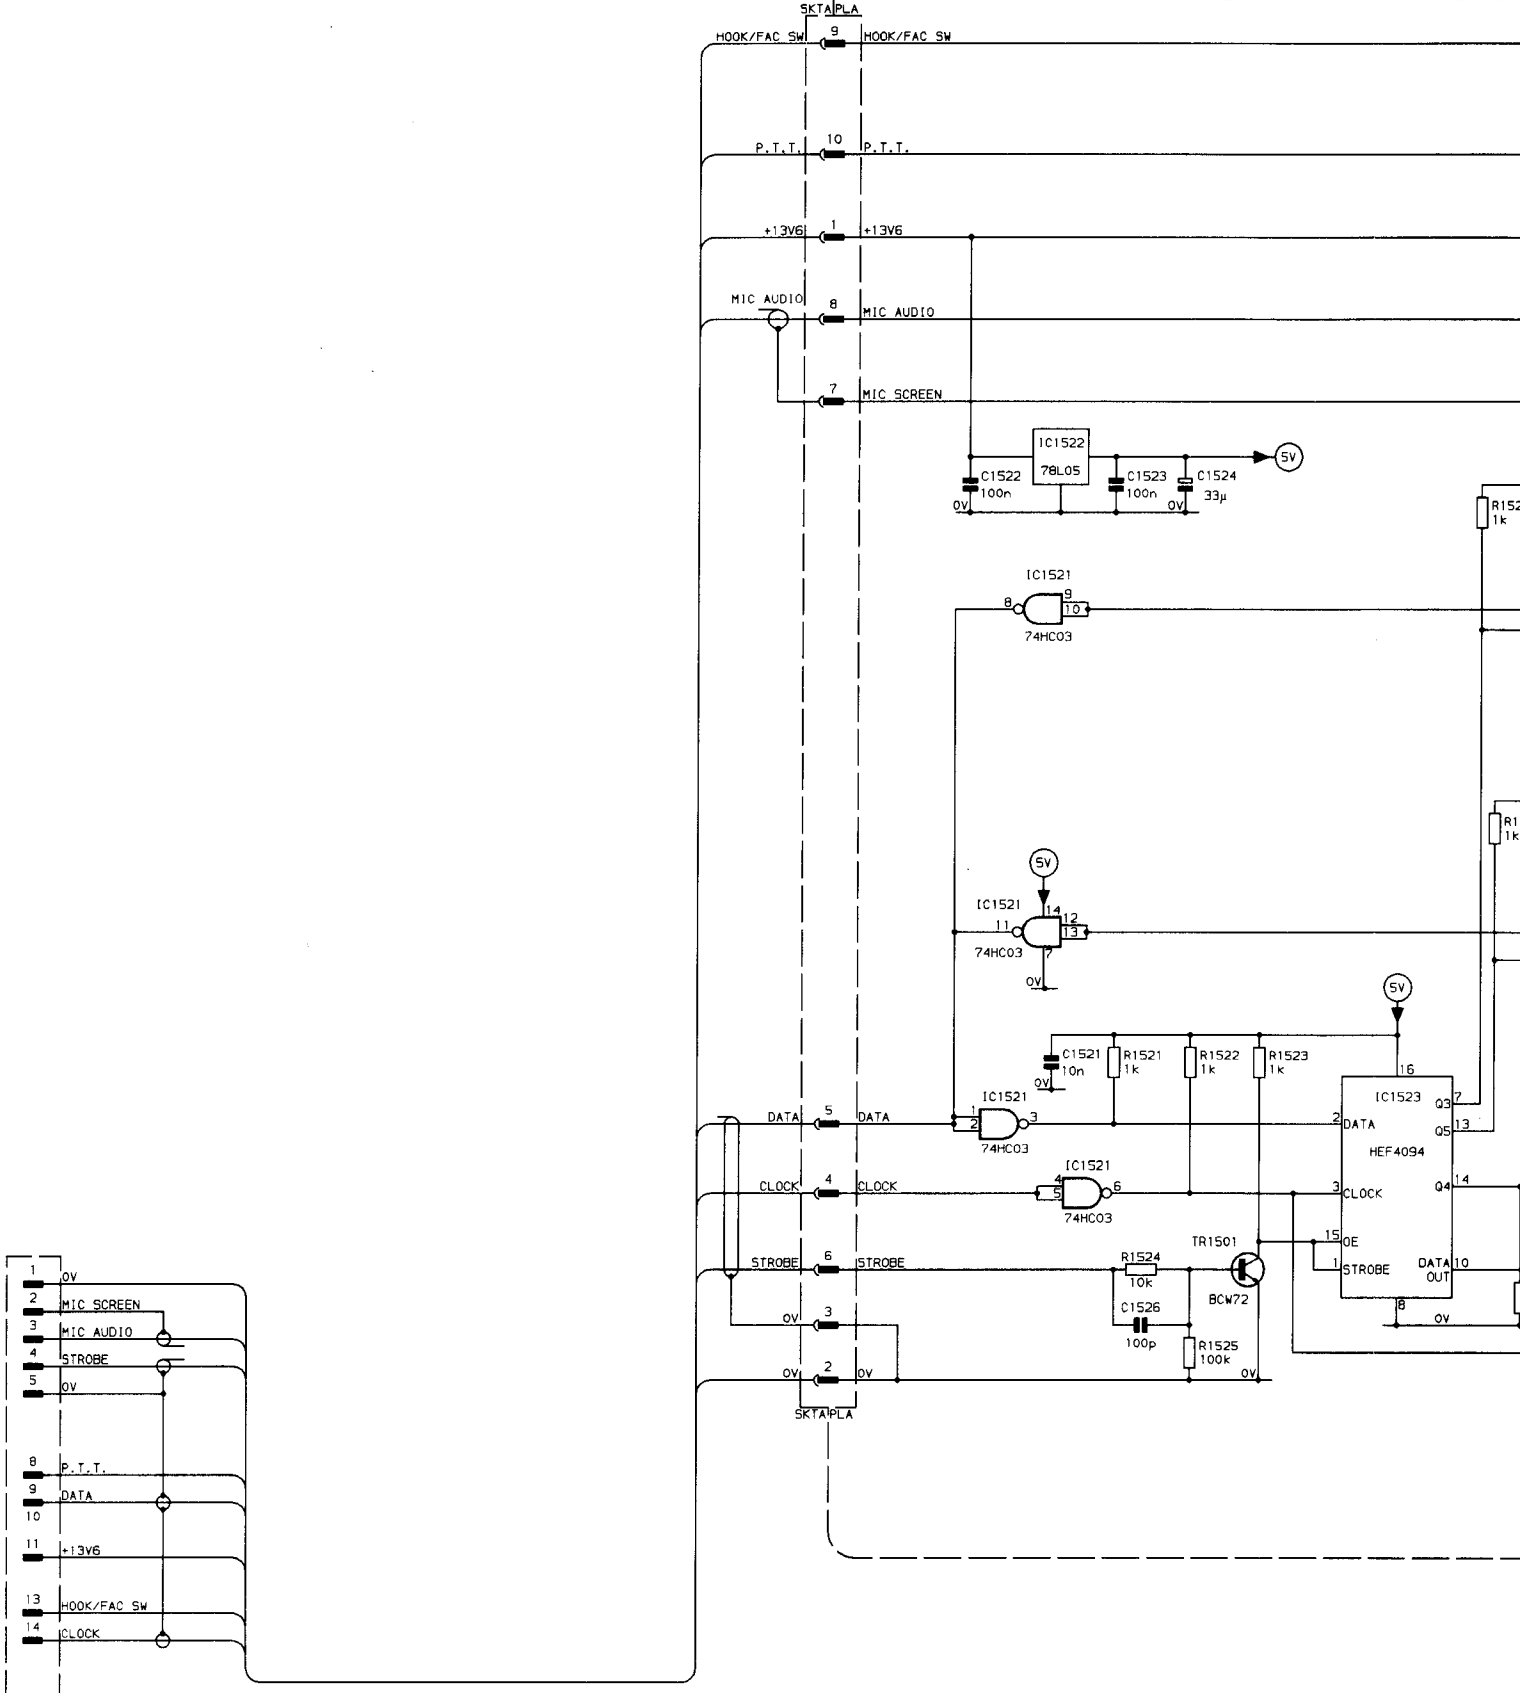 SKTA PLA
HOOK/FAC SW 9 HOOK/FAC SW
P.T.T. 10 P.T.T.
+13V6 1 +13V6
MIC AUDIO 8 MIC AUDIO
7 MIC SCREEN
IC1522
78L05
5V
C1522
100n
C1523
100n
C1524
33µ
0V
0V
R152
1k
IC1521
8 9
10
74HC03
R1
1k
5V
IC1521
14
11 12
13
74HC03
7
0V
5V
C1521
10n
0V
R1521
1k
R1522
1k
R1523
1k
16
IC1523
HEF4094
Q3 7
Q5 13
Q4 14
DATA OUT 10
2 DATA
3 CLOCK
15 OE
1 STROBE
8
0V
DATA 5 DATA
IC1521
1
2
3
74HC03
CLOCK 4 CLOCK
IC1521
4
5
6
74HC03
STROBE 6 STROBE
R1524
10k
C1526
100p
TR1501
BCW72
R1525
100k
0V 3
0V 2 0V
0V
SKTA PLA
1 0V
2 MIC SCREEN
3 MIC AUDIO
4 STROBE
5 0V
8 P.T.T.
9 DATA
10
11 +13V6
13 HOOK/FAC SW
14 CLOCK